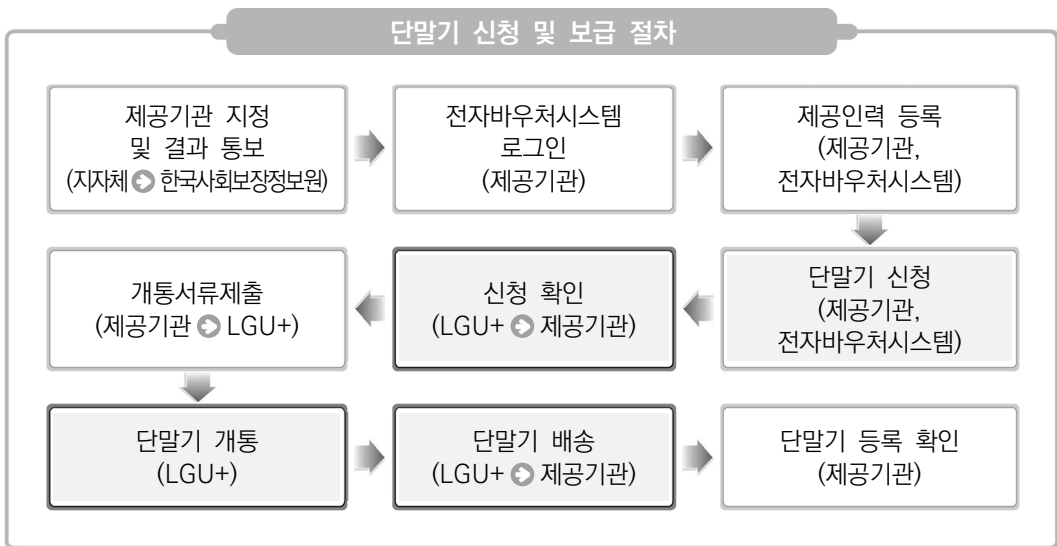 단말기 신청 및 보급 절차
제공기관 지정
및 결과 통보
(지자체 ➲ 한국사회보장정보원)
전자바우처시스템
로그인
(제공기관)
제공인력 등록
(제공기관,
전자바우처시스템)
단말기 신청
(제공기관,
전자바우처시스템)
신청 확인
(LGU+ ➲ 제공기관)
개통서류제출
(제공기관 ➲ LGU+)
단말기 개통
(LGU+)
단말기 배송
(LGU+ ➲ 제공기관)
단말기 등록 확인
(제공기관)